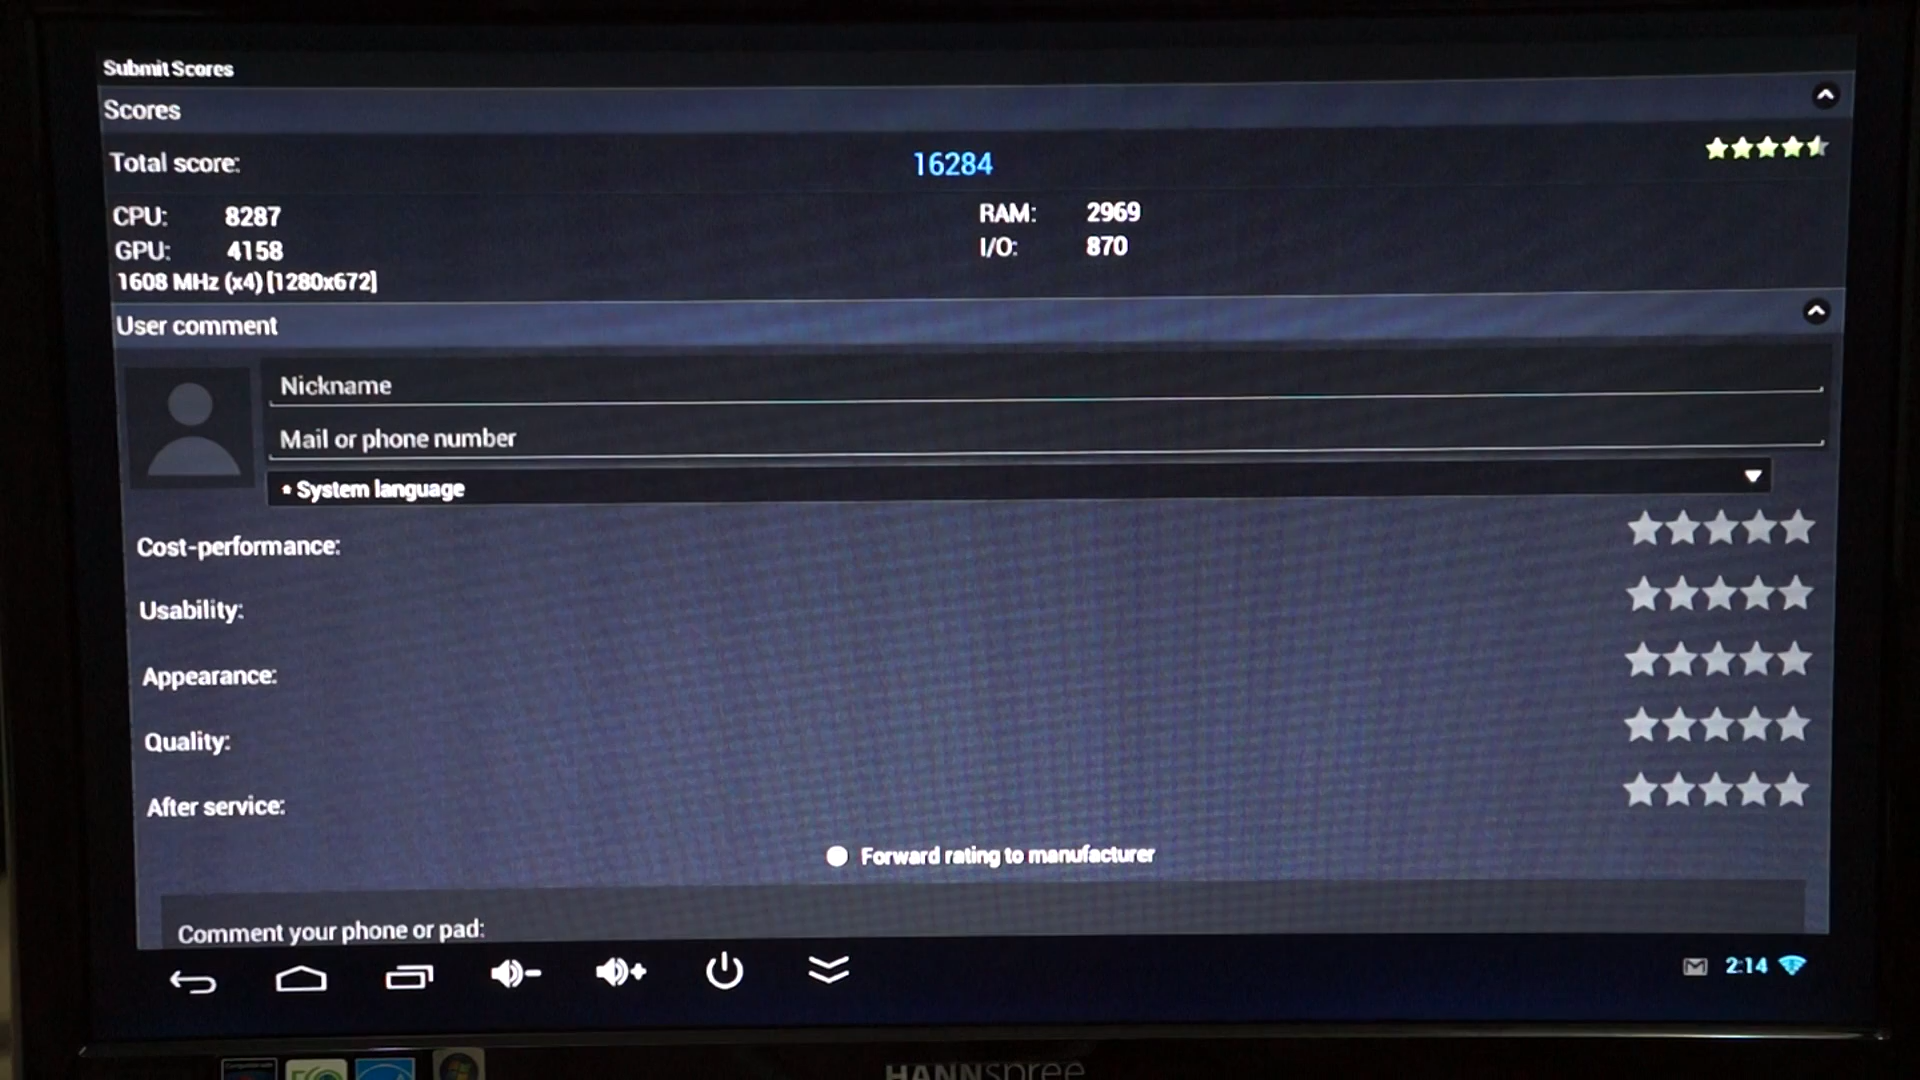 Submit Scores
Scores
Total score: 16284
CPU: 8287 RAM: 2969
GPU: 4158 I/O: 870
1608 MHz (x4) [1280x672]
User comment
Nickname
Mail or phone number
* System language
Cost-performance:
Usability:
Appearance:
Quality:
After service:
Forward rating to manufacturer
Comment your phone or pad:
2:14
HANNspree